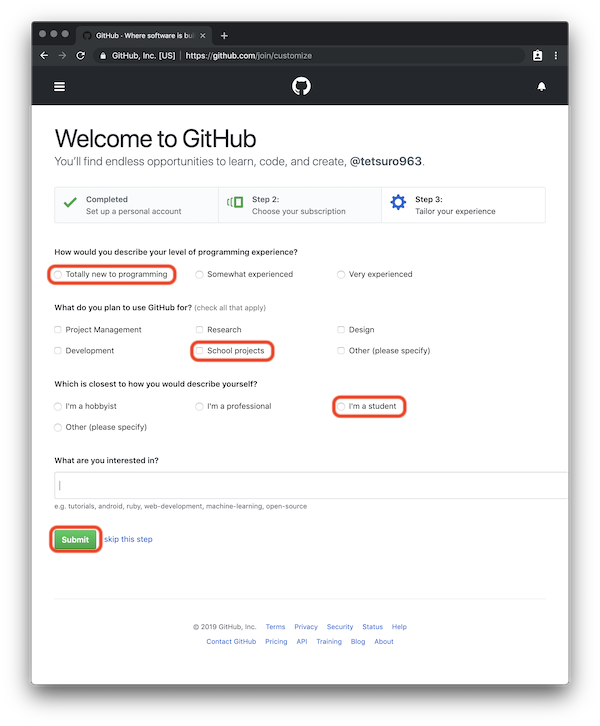 GitHub · Where software is bui
GitHub, Inc. [US] | https://github.com/join/customize
Welcome to GitHub
You'll find endless opportunities to learn, code, and create, @tetsuro963.
Completed
Set up a personal account
Step 2:
Choose your subscription
Step 3:
Tailor your experience
How would you describe your level of programming experience?
Totally new to programming Somewhat experienced Very experienced
What do you plan to use GitHub for? (check all that apply)
Project Management Research Design
Development School projects Other (please specify)
Which is closest to how you would describe yourself?
I'm a hobbyist I'm a professional I'm a student
Other (please specify)
What are you interested in?
e.g. tutorials, android, ruby, web-development, machine-learning, open-source
Submit skip this step
© 2019 GitHub, Inc. Terms Privacy Security Status Help
Contact GitHub Pricing API Training Blog About